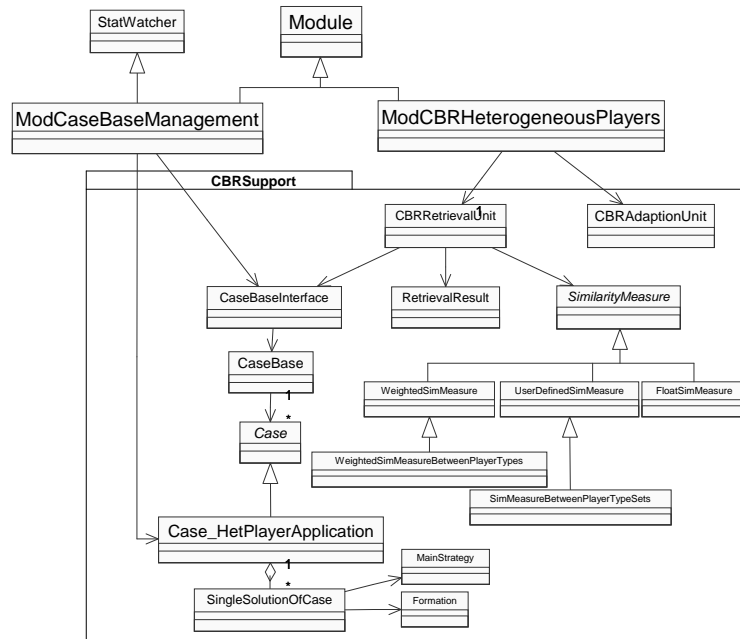 StatWatcher
Module
ModCaseBaseManagement
ModCBRHeterogeneousPlayers
CBRSupport
CBRRetrievalUnit
1
CBRAdaptionUnit
CaseBaseInterface
RetrievalResult
SimilarityMeasure
CaseBase
WeightedSimMeasure
UserDefinedSimMeasure
FloatSimMeasure
1
*
Case
WeightedSimMeasureBetweenPlayerTypes
SimMeasureBetweenPlayerTypeSets
Case_HetPlayerApplication
MainStrategy
1
*
SingleSolutionOfCase
Formation